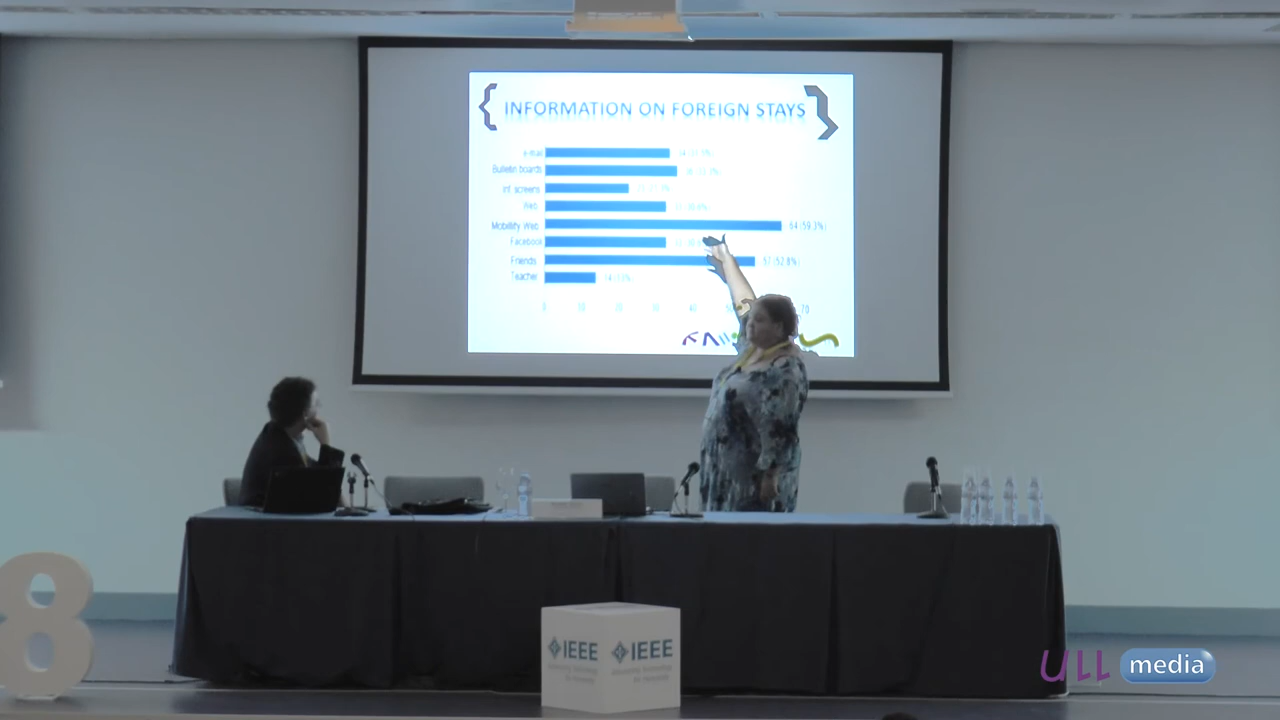 INFORMATION ON FOREIGN STAYS
e-mail
Bulletin boards
Inf. screens
Web
Mobility Web 64 (59.3%)
Facebook
Friends 57 (52.8%)
Teacher
0 10 20 30 40 70
IEEE IEEE
ULL media
8